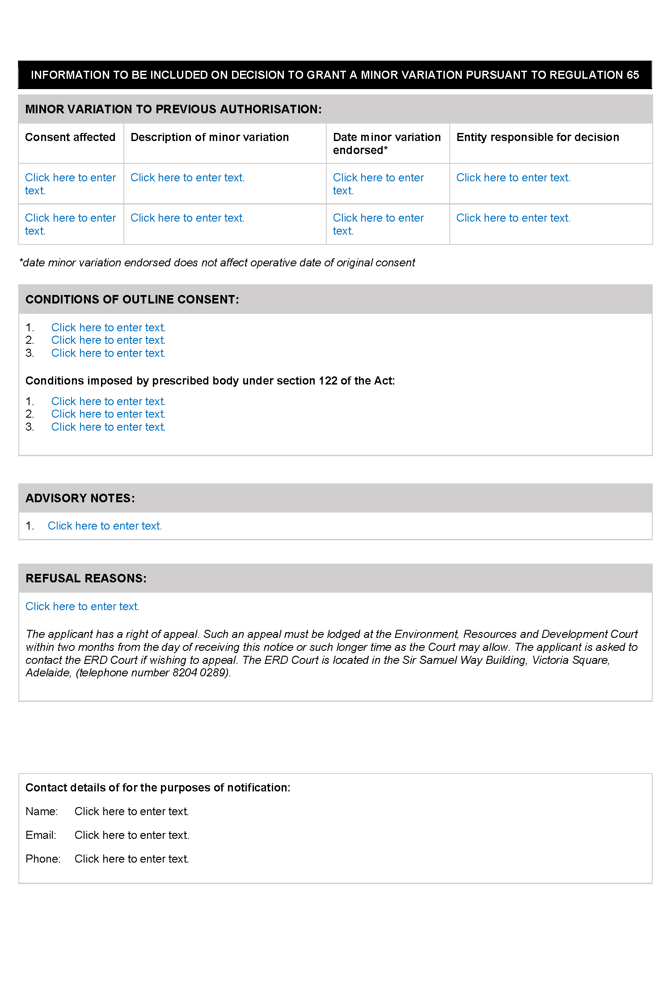 INFORMATION TO BE INCLUDED ON DECISION TO GRANT A MINOR VARIATION PURSUANT TO REGULATION 65
MINOR VARIATION TO PREVIOUS AUTHORISATION:
Consent affected
Description of minor variation
Date minor variation
endorsed*
Entity responsible for decision
Click here to enter
text.
Click here to enter text.
Click here to enter
text.
Click here to enter text.
Click here to enter
text.
Click here to enter text.
Click here to enter
text.
Click here to enter text.
*date minor variation endorsed does not affect operative date of original consent
CONDITIONS OF OUTLINE CONSENT:
1. Click here to enter text.
2. Click here to enter text.
3. Click here to enter text.
Conditions imposed by prescribed body under section 122 of the Act:
1. Click here to enter text.
2. Click here to enter text.
3. Click here to enter text.
ADVISORY NOTES:
1. Click here to enter text.
REFUSAL REASONS:
Click here to enter text.
The applicant has a right of appeal. Such an appeal must be lodged at the Environment, Resources and Development Court
within two months from the day of receiving this notice or such longer time as the Court may allow. The applicant is asked to
contact the ERD Court if wishing to appeal. The ERD Court is located in the Sir Samuel Way Building, Victoria Square,
Adelaide, (telephone number 8204 0289).
Contact details of for the purposes of notification:
Name: Click here to enter text.
Email: Click here to enter text.
Phone: Click here to enter text.